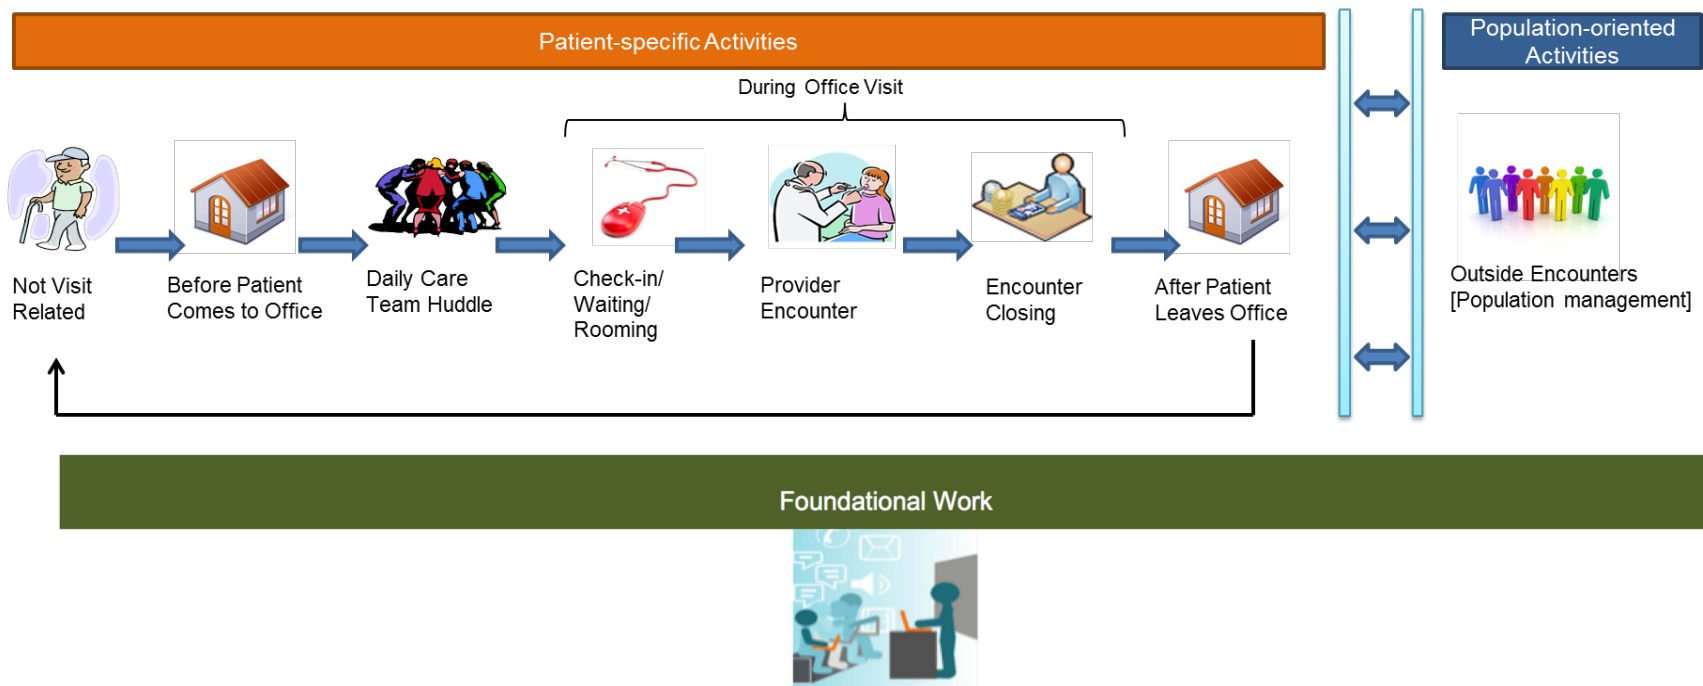 Patient-specific Activities
Population-oriented
Activities
During Office Visit
Not Visit
Related
Before Patient
Comes to Office
Daily Care
Team Huddle
Check-in/
Waiting/
Rooming
Provider
Encounter
Encounter
Closing
After Patient
Leaves Office
Outside Encounters
[Population management]
Foundational Work